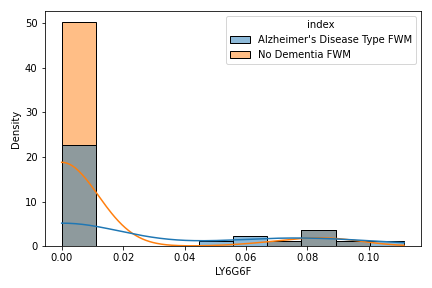 index
Alzheimer's Disease Type FWM
No Dementia FWM
50
40
30
20
10
0
Density
0.00 0.02 0.04 0.06 0.08 0.10
LY6G6F